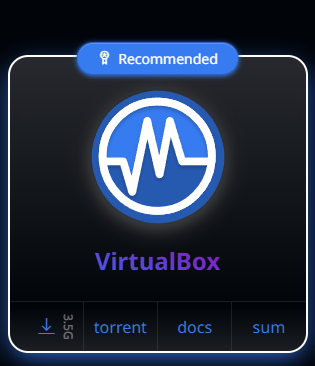 Recommended
VirtualBox
3.5G
torrent
docs
sum